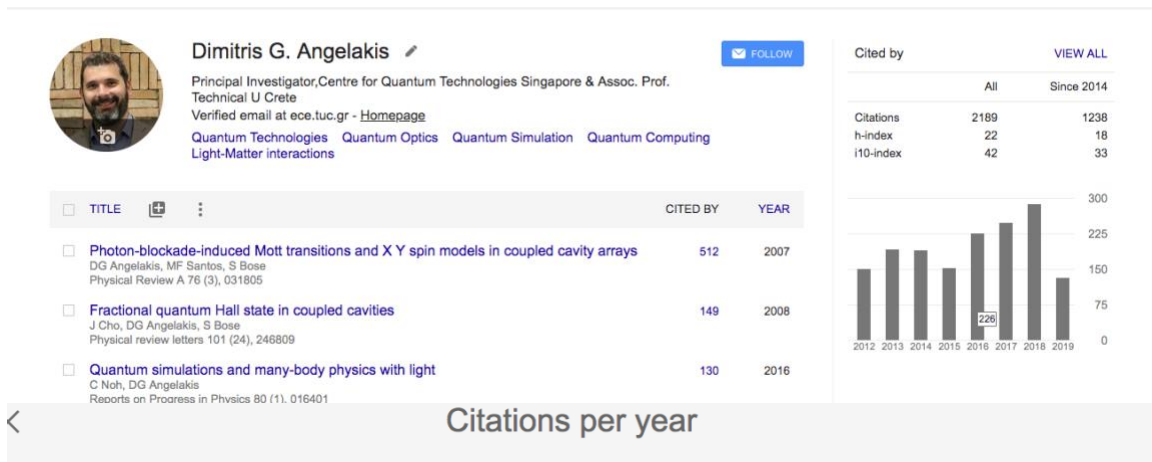 Dimitris G. Angelakis
FOLLOW
Principal Investigator,Centre for Quantum Technologies Singapore & Assoc. Prof.
Technical U Crete
Verified email at ece.tuc.gr - Homepage
Quantum Technologies Quantum Optics Quantum Simulation Quantum Computing
Light-Matter interactions
TITLE CITED BY YEAR
Photon-blockade-induced Mott transitions and X Y spin models in coupled cavity arrays 512 2007
DG Angelakis, MF Santos, S Bose
Physical Review A 76 (3), 031805
Fractional quantum Hall state in coupled cavities 149 2008
J Cho, DG Angelakis, S Bose
Physical review letters 101 (24), 246809
Quantum simulations and many-body physics with light 130 2016
C Noh, DG Angelakis
Reports on Progress in Physics 80 (1), 016401
Cited by VIEW ALL
All Since 2014
Citations 2189 1238
h-index 22 18
i10-index 42 33
300
225
150
75
0
226
2012 2013 2014 2015 2016 2017 2018 2019
Citations per year